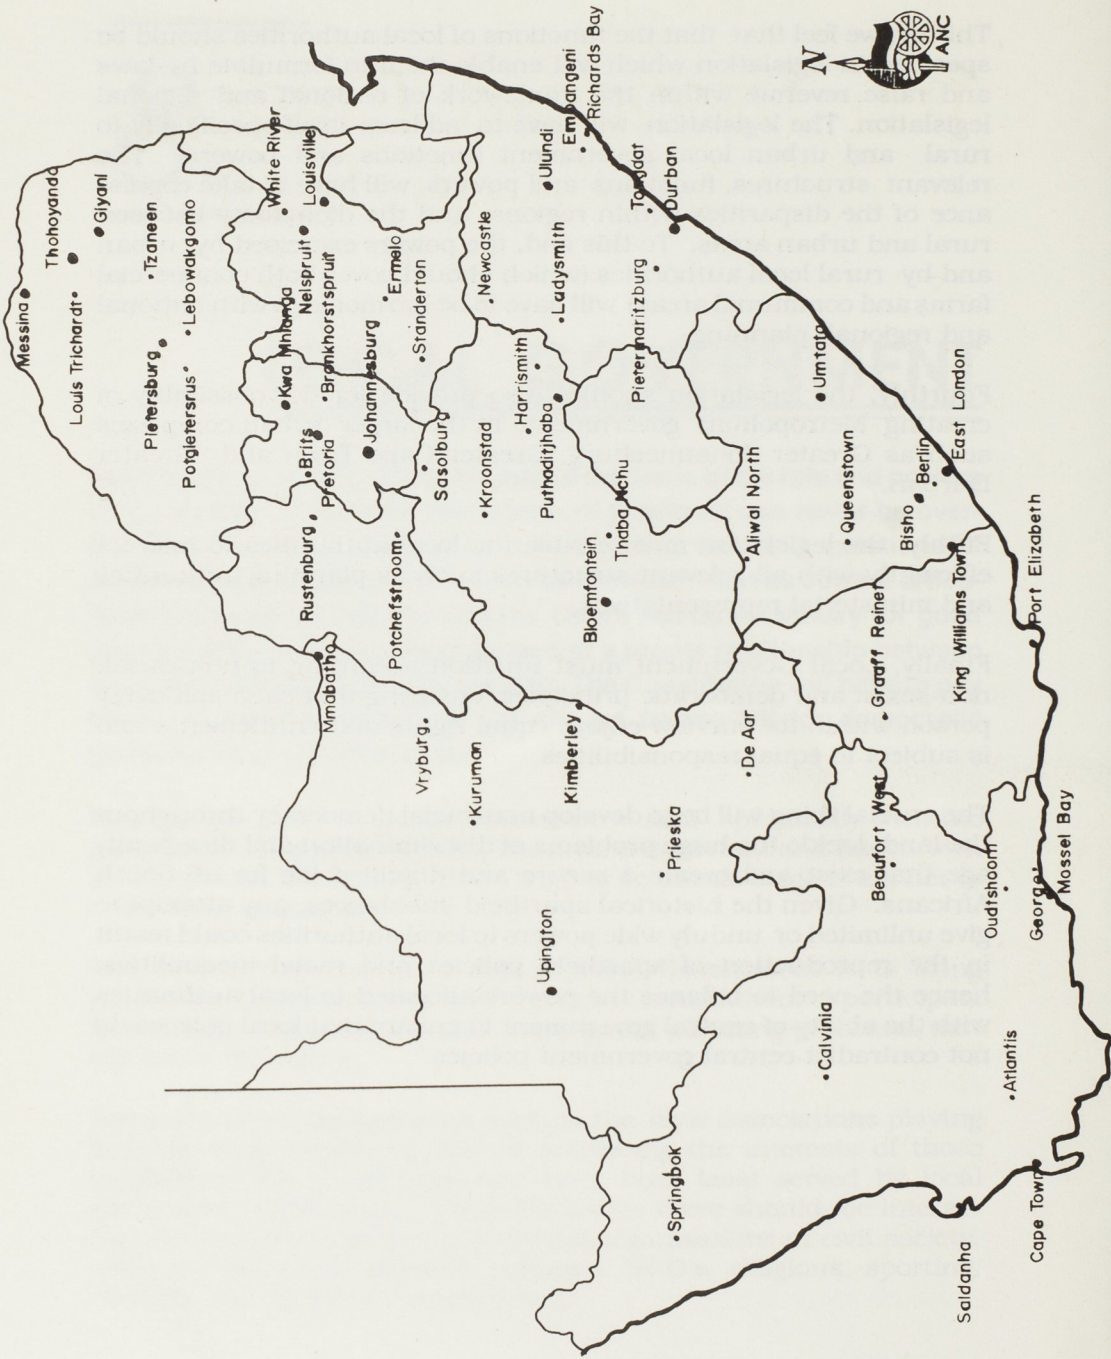 Messina
Thohoyando
Louis Trichardt
Giyani
Pietersburg
Tzaneen
Potgietersrus
Lebowakgomo
White River
Kwa Mhlanga
Rustenburg
Brits
Nelspruit
Louisville
Mmabatho
Pretoria
Bronkhorstspruit
Johannesburg
Potchefstroom
Ermelo
Vryburg
Standerton
Sasolburg
Kuruman
Kroonstad
Newcastle
Harrismith
Upington
Puthaditjhaba
Ulundi
Ladysmith
Kimberley
Empangeni
Bloemfontein
Richards Bay
Thaba Nchu
Pietermaritzburg
Springbok
Prieska
Durban
De Aar
Aliwal North
Calvinia
Umtata
Queenstown
Beaufort West
Graaff Reinet
Bisho
Berlin
Saldanha
King Williams Town
East London
Oudtshoorn
Atlantis
Cape Town
George
Port Elizabeth
Mossel Bay
N
ANC